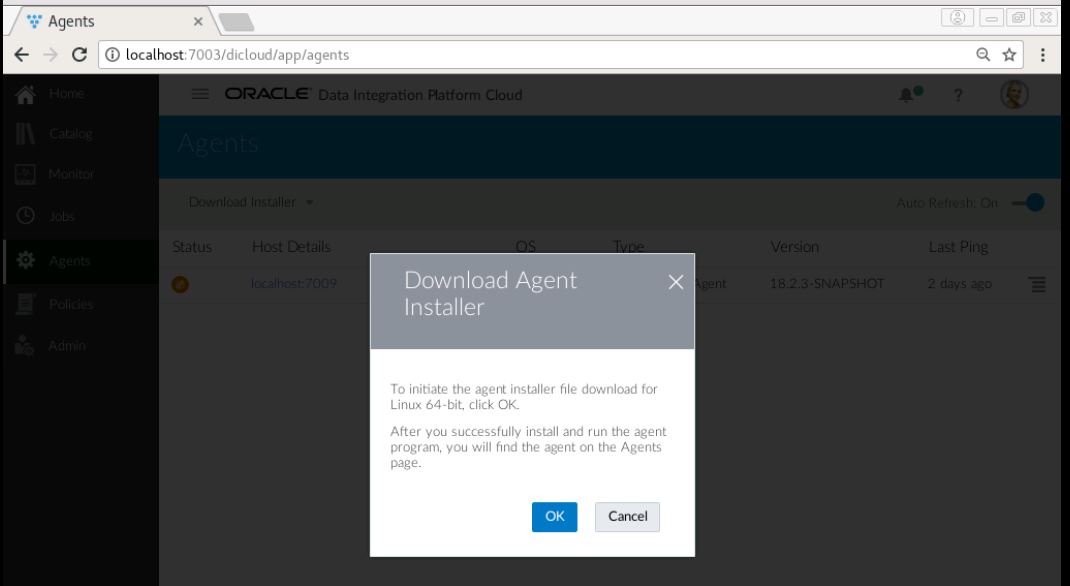 Agents
localhost:7003/dicloud/app/agents
Home
ORACLE Data Integration Platform Cloud
?
Catalog
Agents
Monitor
Download Installer
Auto Refresh: On
Jobs
Status Host Details OS Type Version Last Ping
Agents
localhost:7009 Agent 18.2.3-SNAPSHOT 2 days ago
Policies
Admin
Download Agent
Installer
To initiate the agent installer file download for
Linux 64-bit, click OK.
After you successfully install and run the agent
program, you will find the agent on the Agents
page.
OK Cancel